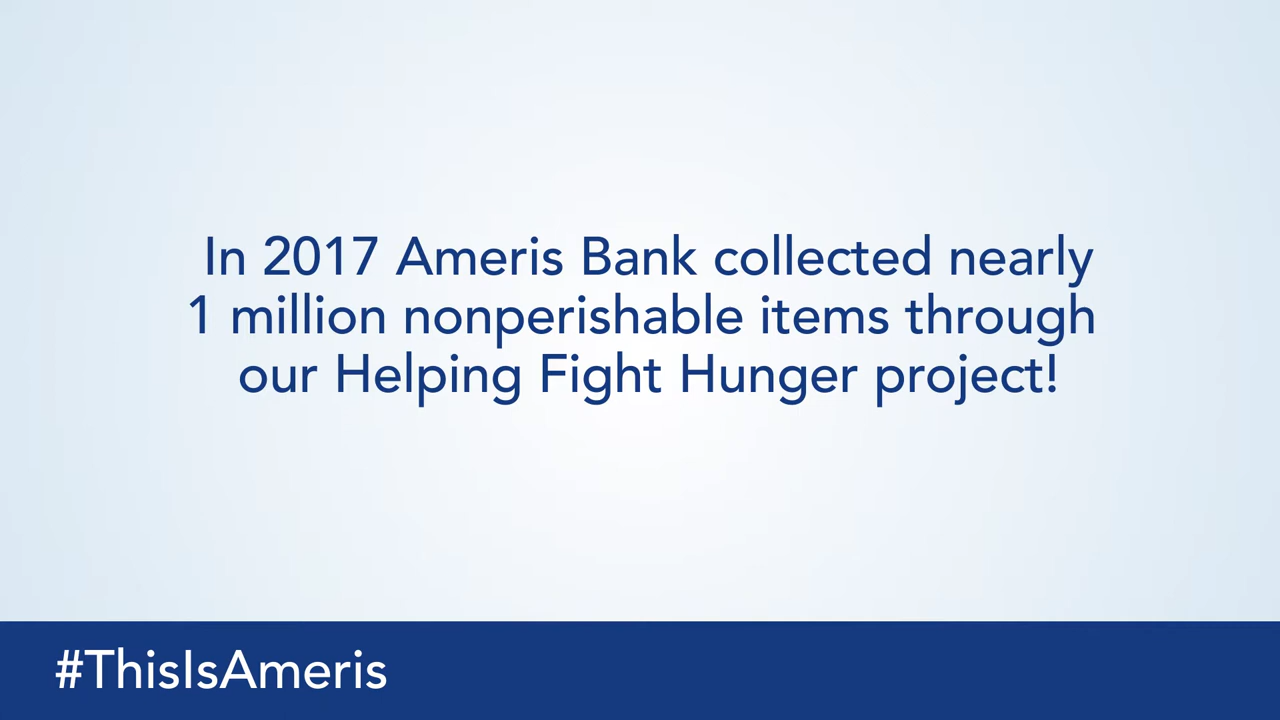 In 2017 Ameris Bank collected nearly
1 million nonperishable items through
our Helping Fight Hunger project!
#ThisIsAmeris